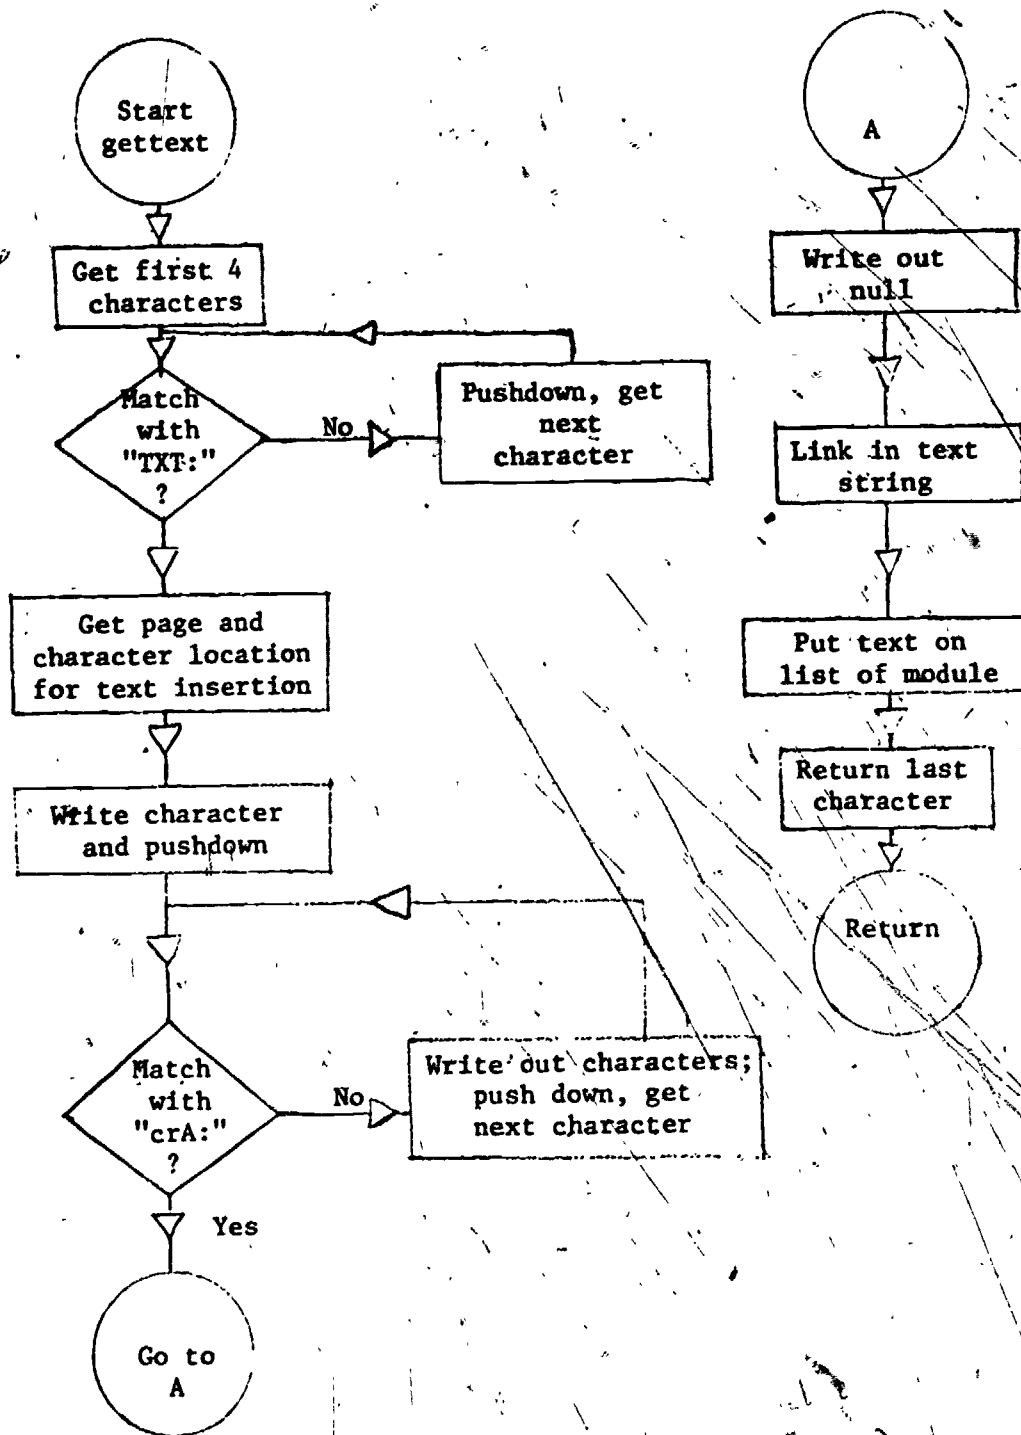 Start
gettext
Get first 4
characters
Match
with
"TXT:"
?
No
Pushdown, get
next
character
Get page and
character location
for text insertion
Write character
and pushdown
Match
with
"crA:"
?
No
Write out characters;
push down, get
next character
Yes
Go to
A
A
Write out
null
Link in text
string
Put text on
list of module
Return last
character
Return